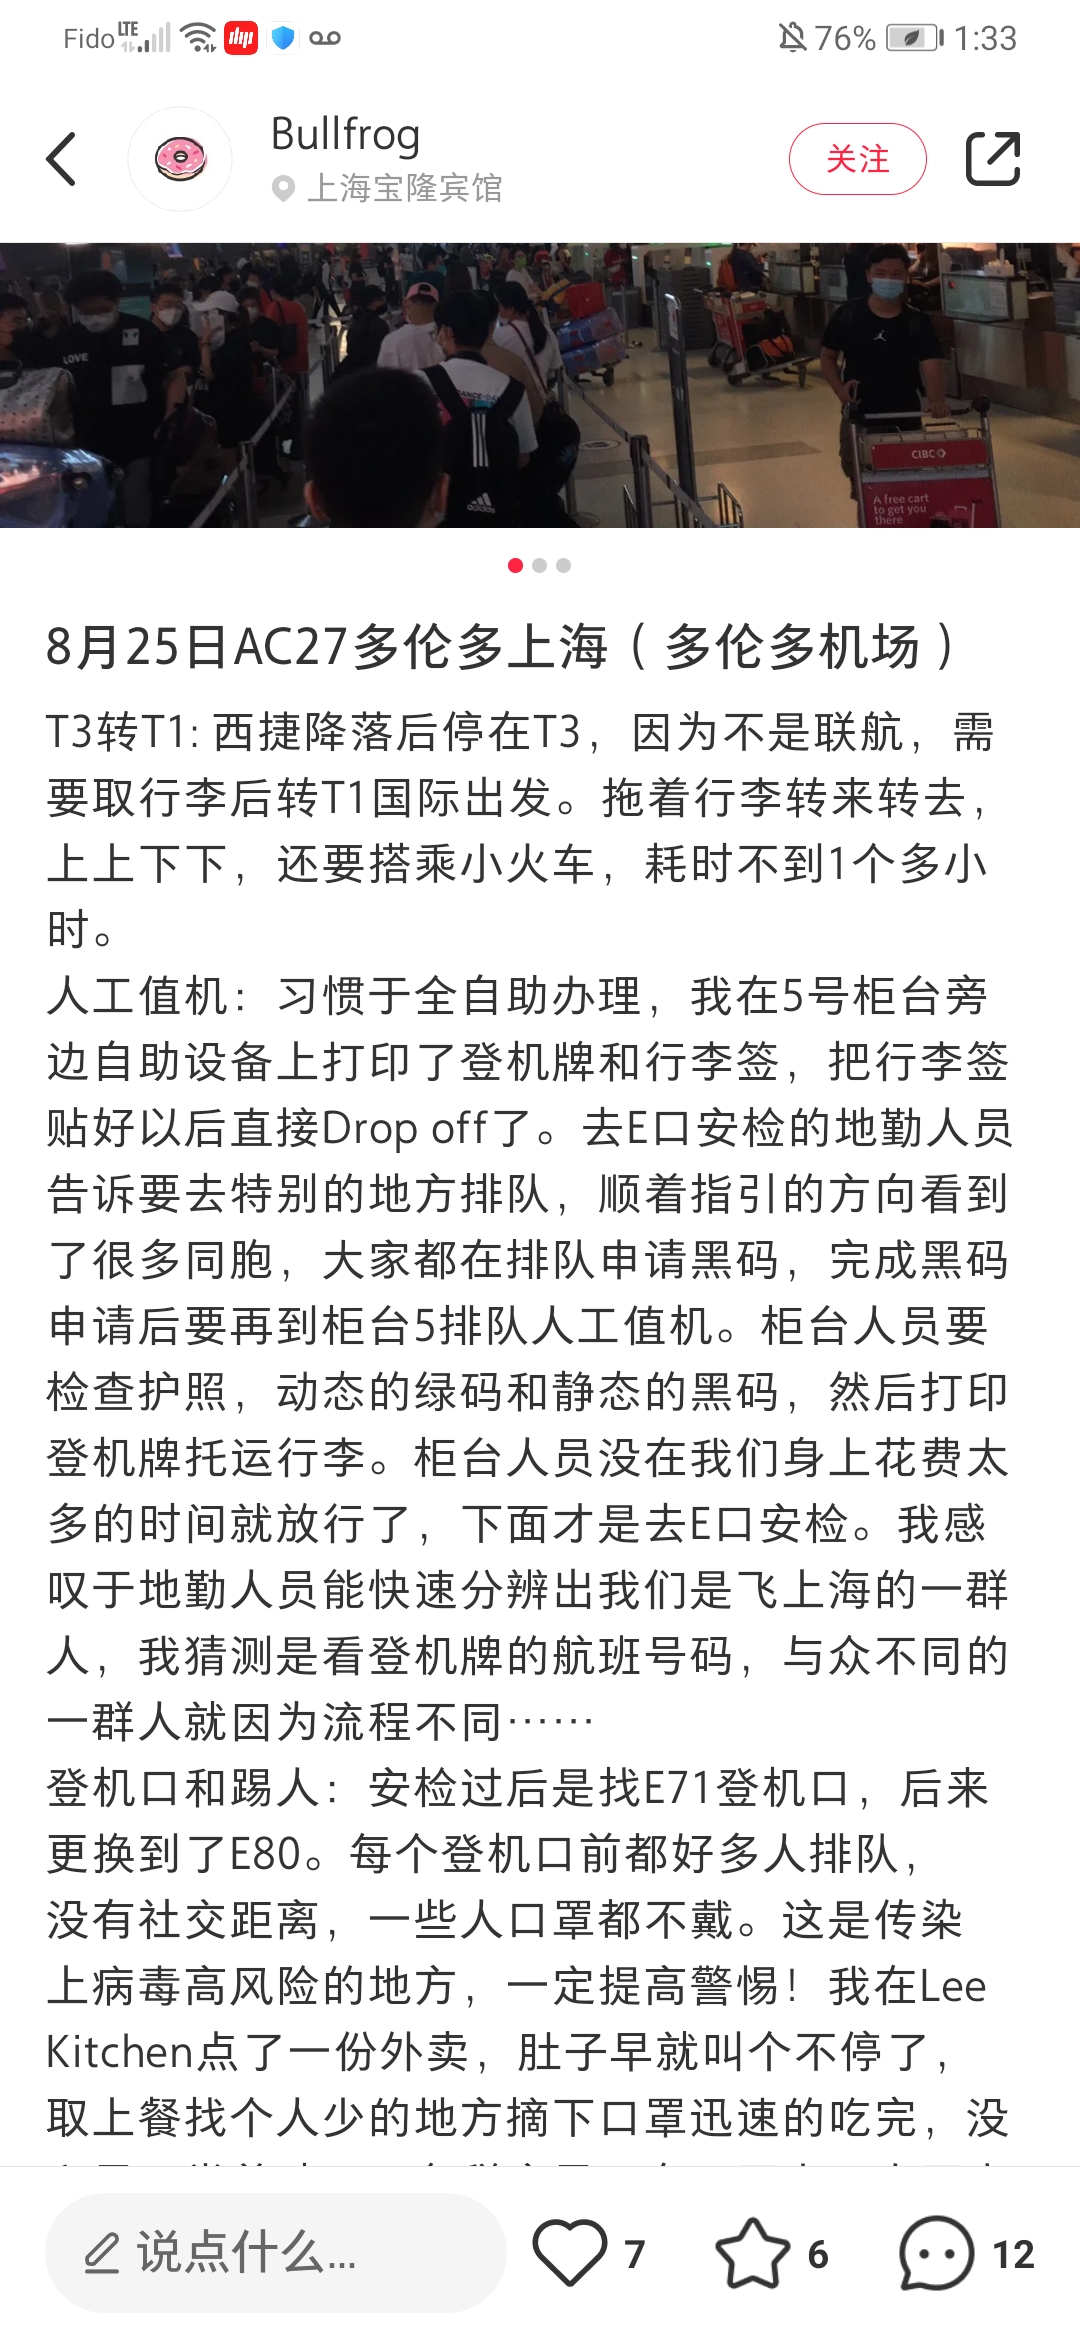 Fido LTE 76% 1:33
Bullfrog
上海宝隆宾馆
关注
LOVE
adidas
CIBC
A free cart
to get you
there
8月25日AC27多伦多上海（多伦多机场）
T3转T1: 西捷降落后停在T3，因为不是联航，需
要取行李后转T1国际出发。拖着行李转来转去，
上上下下，还要搭乘小火车，耗时不到1个多小
时。
人工值机：习惯于全自助办理，我在5号柜台旁
边自助设备上打印了登机牌和行李签，把行李签
贴好以后直接Drop off了。去E口安检的地勤人员
告诉要去特别的地方排队，顺着指引的方向看到
了很多同胞，大家都在排队申请黑码，完成黑码
申请后要再到柜台5排队人工值机。柜台人员要
检查护照，动态的绿码和静态的黑码，然后打印
登机牌托运行李。柜台人员没在我们身上花费太
多的时间就放行了，下面才是去E口安检。我感
叹于地勤人员能快速分辨出我们是飞上海的一群
人，我猜测是看登机牌的航班号码，与众不同的
一群人就因为流程不同……
登机口和踢人：安检过后是找E71登机口，后来
更换到了E80。每个登机口前都好多人排队，
没有社交距离，一些人口罩都不戴。这是传染
上病毒高风险的地方，一定提高警惕！我在Lee
Kitchen点了一份外卖，肚子早就叫个不停了，
取上餐找个人少的地方摘下口罩迅速的吃完，没
说点什么... 7 6 12